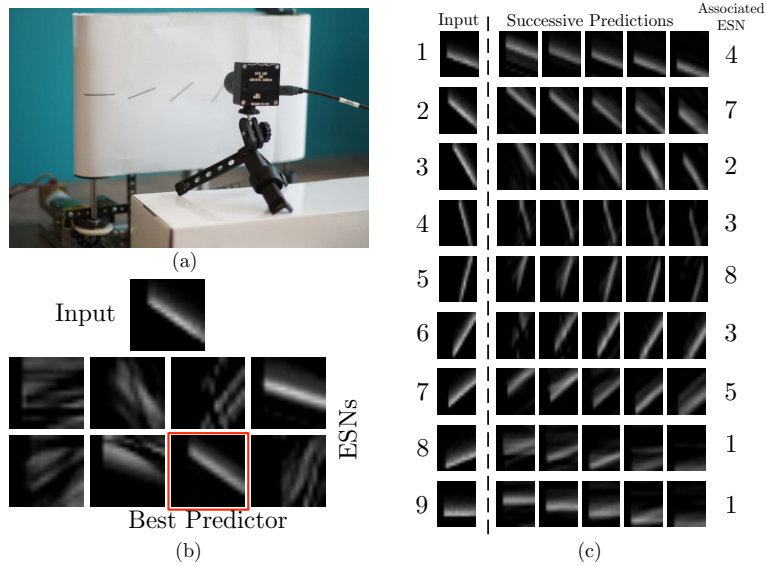 Input
Successive Predictions
Associated
ESN
1
4
2
7
3
2
4
3
5
8
6
3
7
5
8
1
9
1
(a)
Input
ESNs
Best Predictor
(b)
(c)